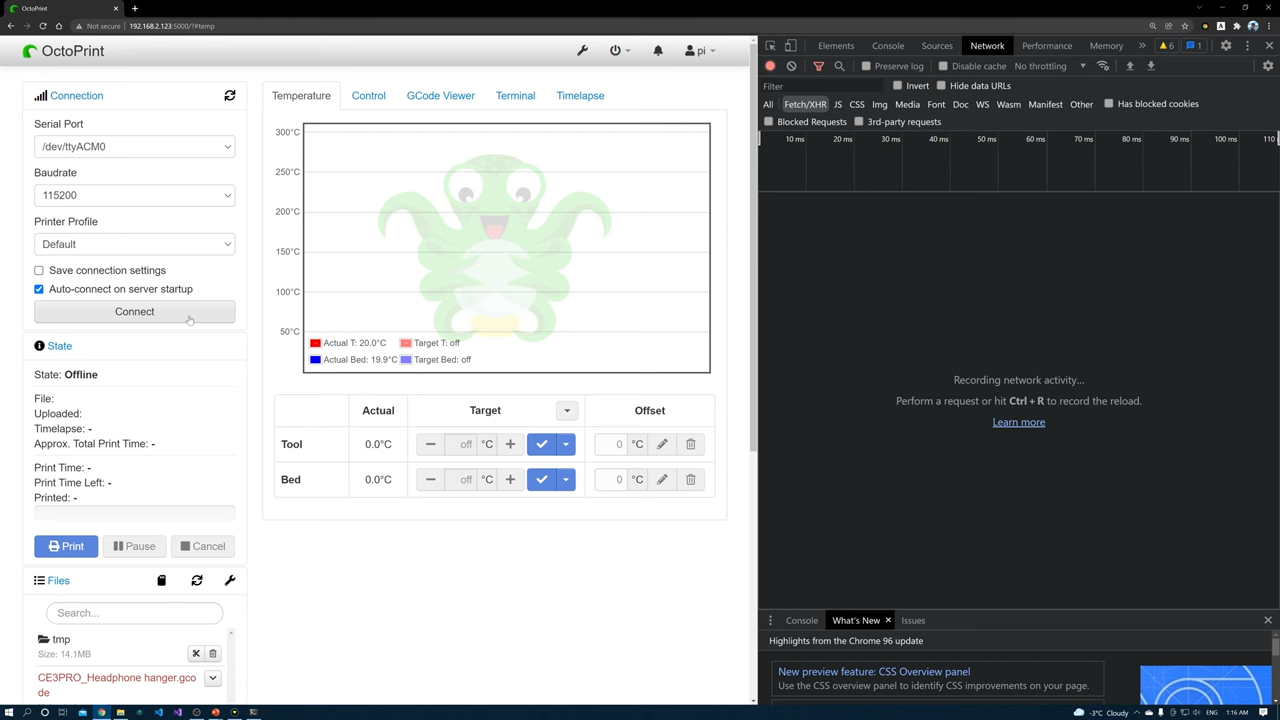 OctoPrint
Not secure
192.168.2.123:5000/?#temp
OctoPrint
pi
Connection
Serial Port
/dev/ttyACM0
Baudrate
115200
Printer Profile
Default
Save connection settings
Auto-connect on server startup
Connect
State
State: Offline
File:
Uploaded:
Timelapse: -
Approx. Total Print Time: -
Print Time: -
Print Time Left: -
Printed: -
Print
Pause
Cancel
Files
Search...
tmp
Size: 14.1MB
CE3PRO_Headphone hanger.gco
de
Temperature
Control
GCode Viewer
Terminal
Timelapse
300°C
250°C
200°C
150°C
100°C
50°C
Actual T: 20.0°C
Target T: off
Actual Bed: 19.9°C
Target Bed: off
Actual
Target
Offset
Tool
0.0°C
off
°C
0
°C
Bed
0.0°C
off
°C
0
°C
Elements
Console
Sources
Network
Performance
Memory
6
1
Preserve log
Disable cache
No throttling
Filter
Invert
Hide data URLs
All
Fetch/XHR
JS
CSS
Img
Media
Font
Doc
WS
Wasm
Manifest
Other
Has blocked cookies
Blocked Requests
3rd-party requests
10 ms
20 ms
30 ms
40 ms
50 ms
60 ms
70 ms
80 ms
90 ms
100 ms
110
Recording network activity...
Perform a request or hit Ctrl + R to record the reload.
Learn more
Console
What's New
Issues
Highlights from the Chrome 96 update
New preview feature: CSS Overview panel
Use the CSS overview panel to identify CSS improvements on your page.
-3°C Cloudy
ENG
1:16 AM